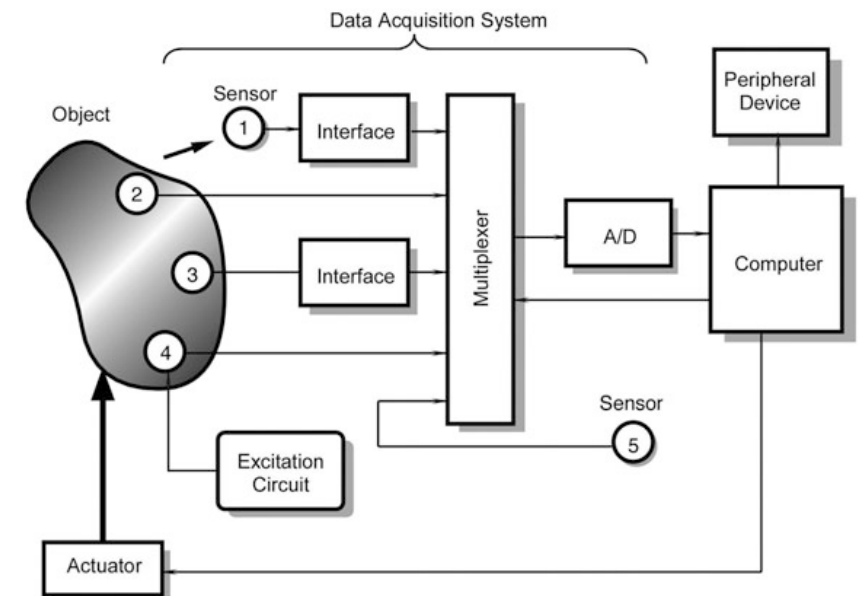 Data Acquisition System
Object
Sensor
1
Interface
Peripheral
Device
2
Multiplexer
A/D
Computer
3
Interface
4
Sensor
5
Excitation
Circuit
Actuator